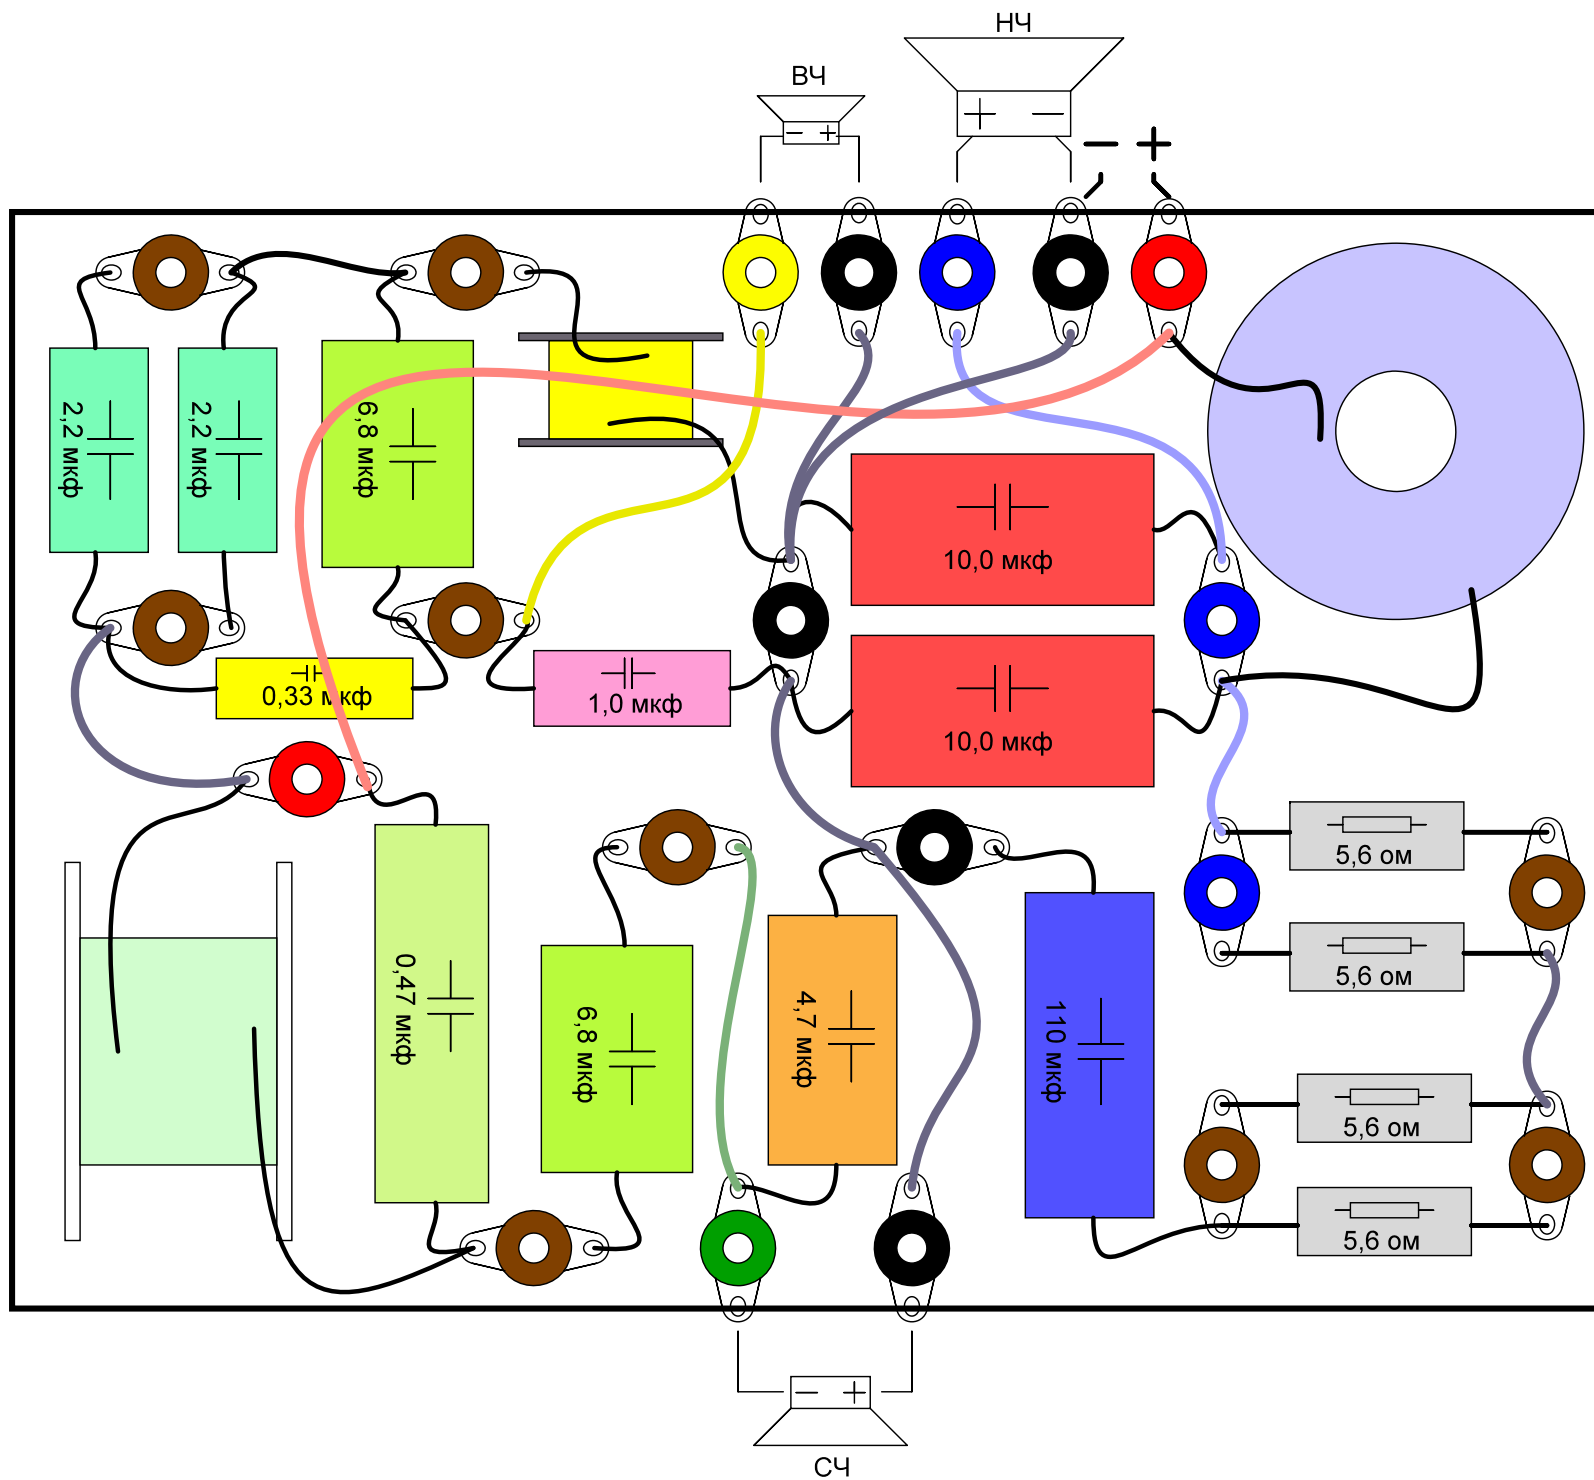 НЧ
ВЧ
+ −
− +
− +
2,2 мкф
2,2 мкф
6,8 мкф
10,0 мкф
0,33 мкф
1,0 мкф
10,0 мкф
5,6 ом
5,6 ом
0,47 мкф
6,8 мкф
4,7 мкф
110 мкф
5,6 ом
5,6 ом
− +
СЧ